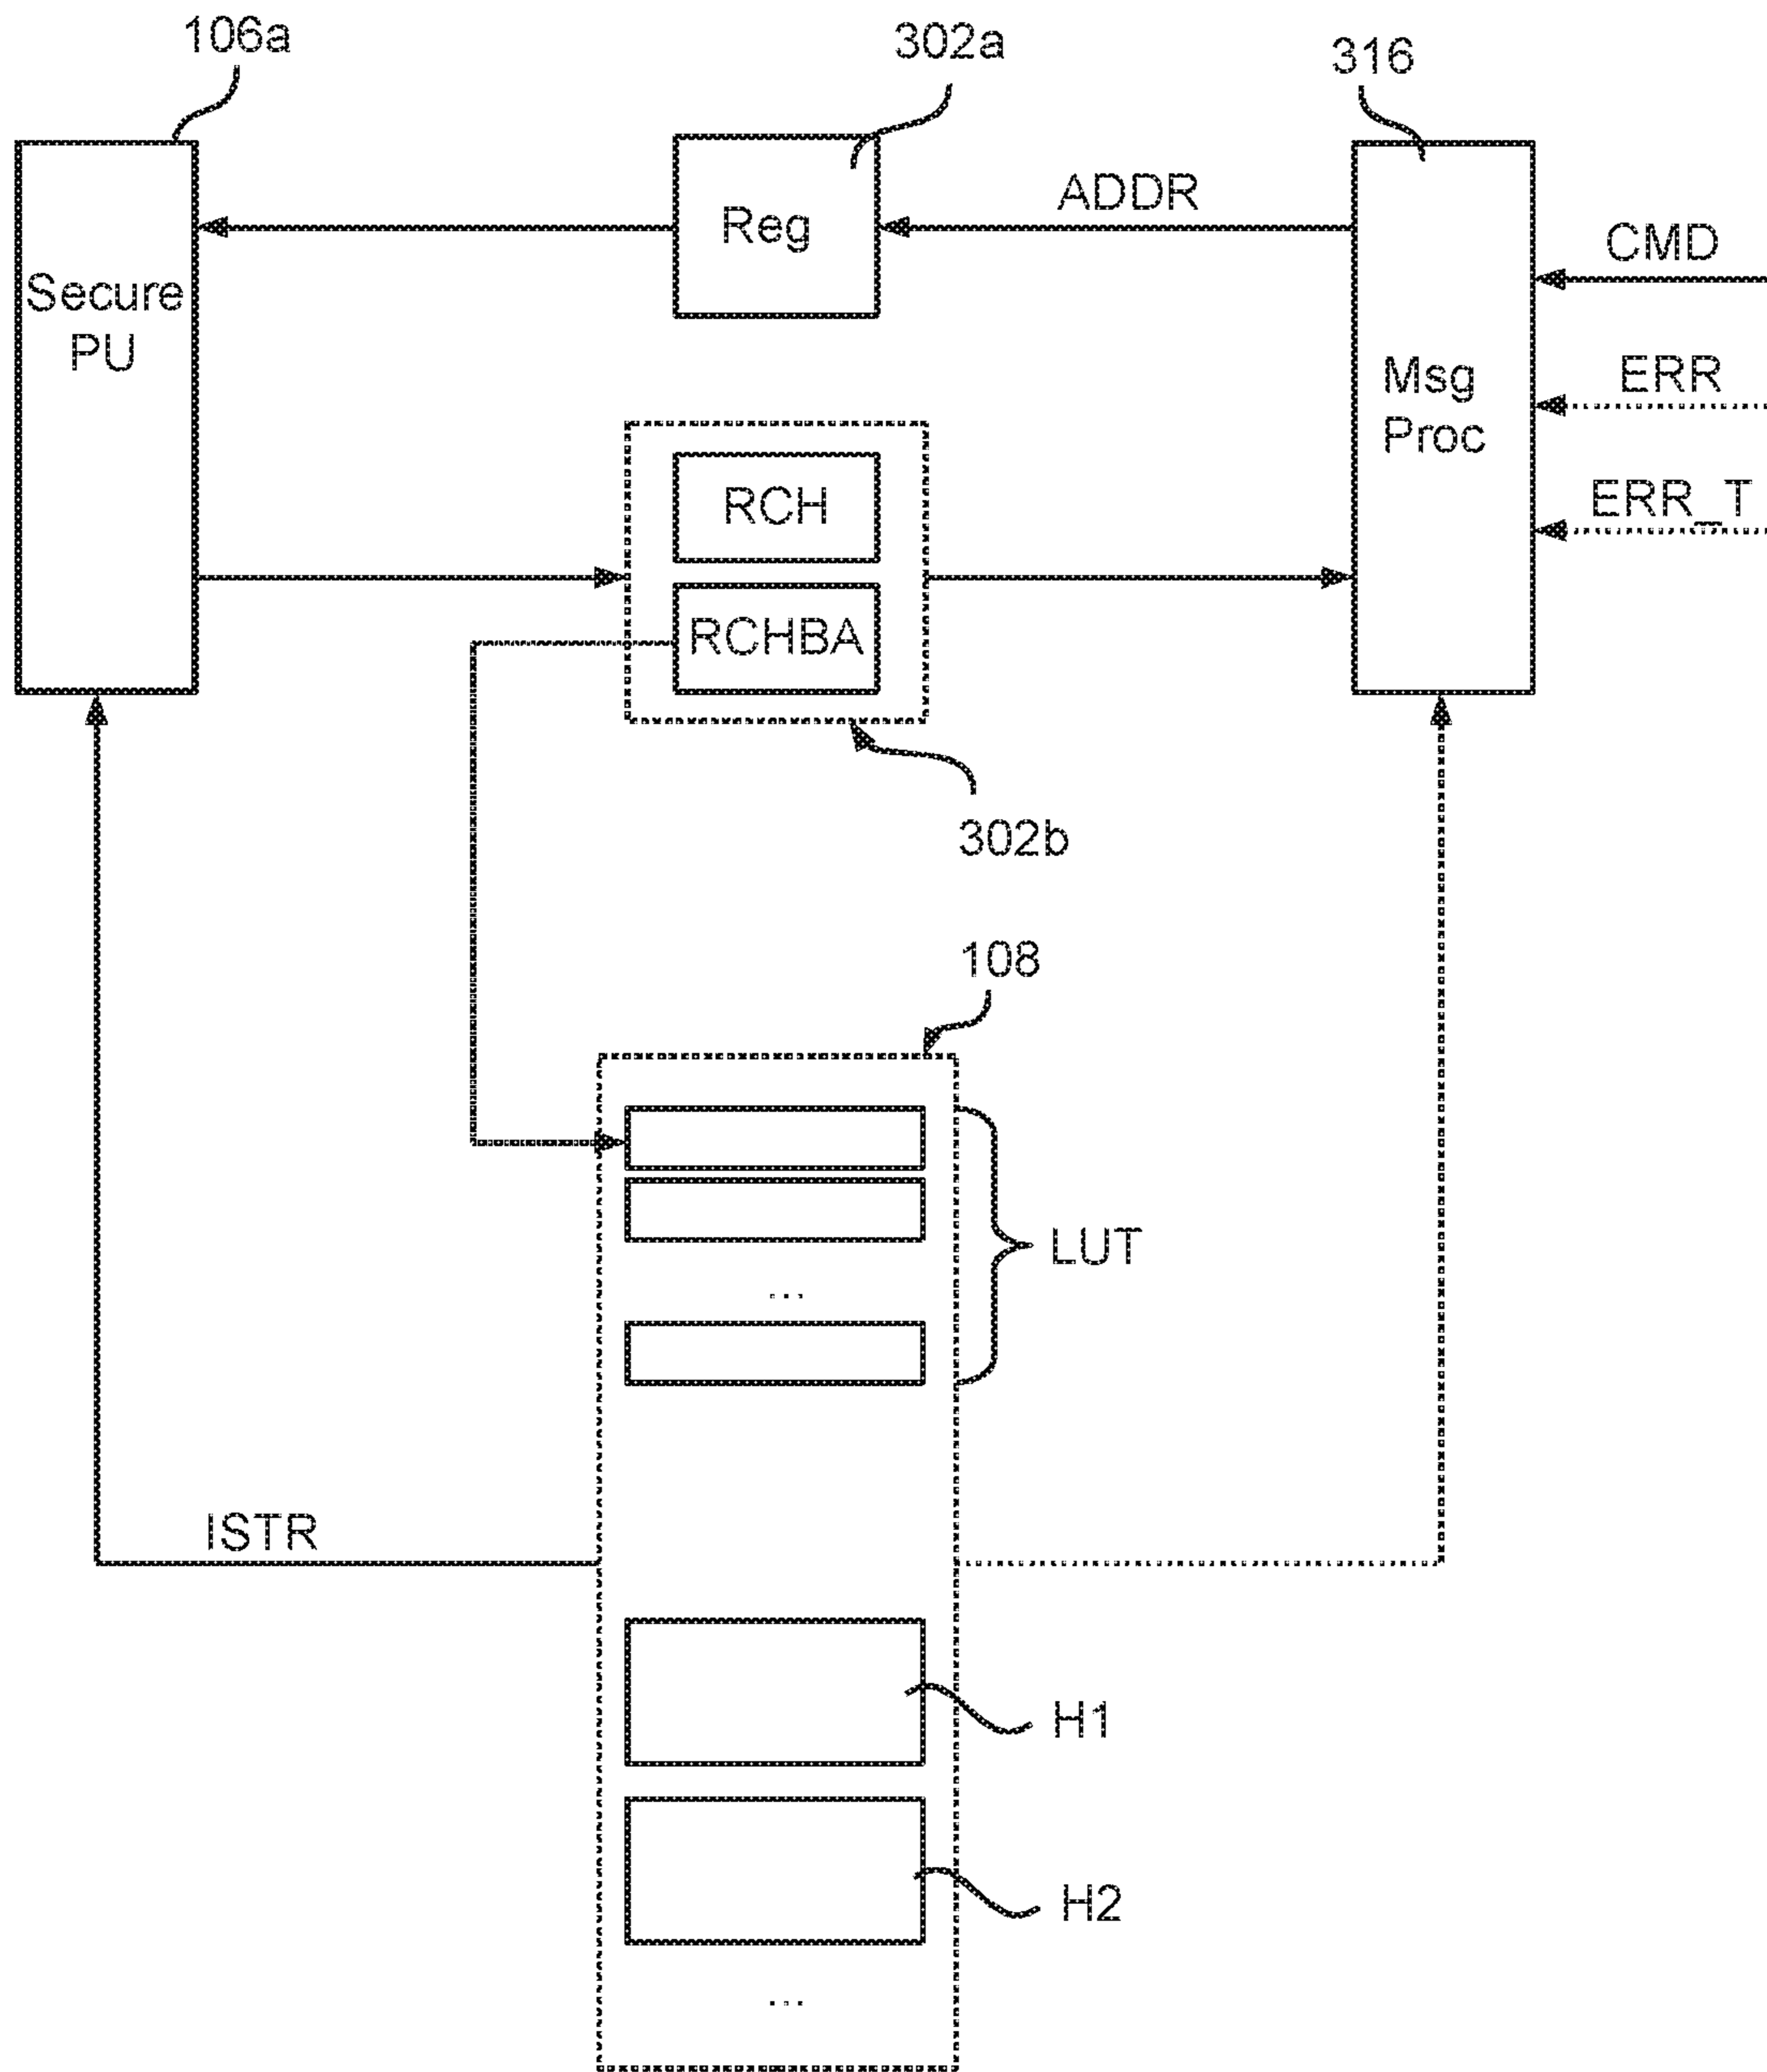 106a
302a
316
Secure
PU
Reg
ADDR
Msg
Proc
CMD
ERR
ERR_T
RCH
RCHBA
302b
108
...
LUT
ISTR
H1
H2
...